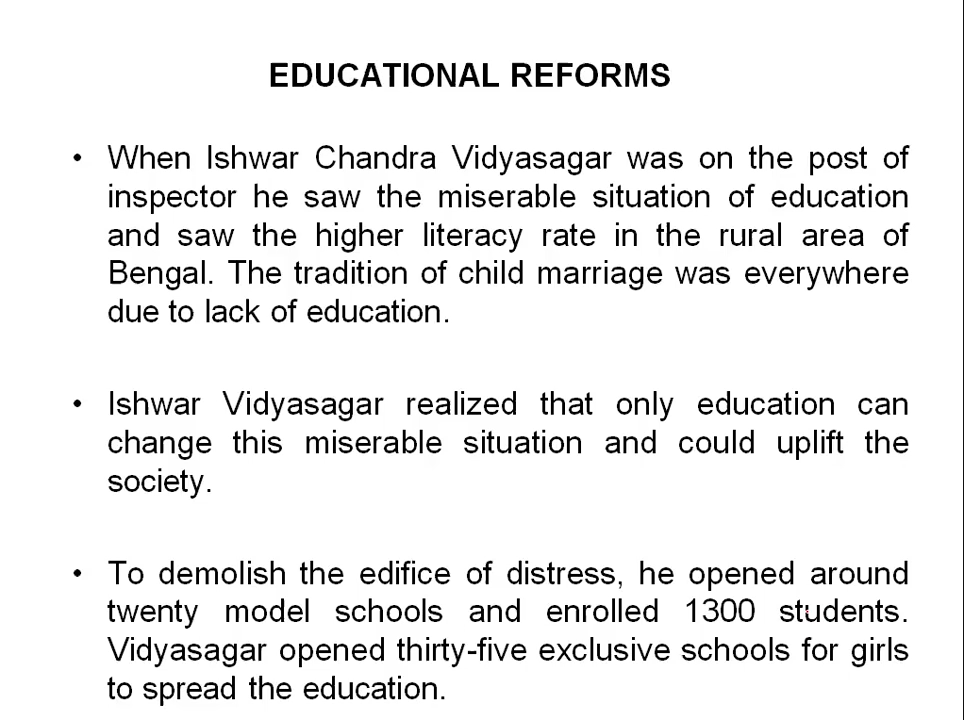 EDUCATIONAL REFORMS
• When Ishwar Chandra Vidyasagar was on the post of
inspector he saw the miserable situation of education
and saw the higher literacy rate in the rural area of
Bengal. The tradition of child marriage was everywhere
due to lack of education.
• Ishwar Vidyasagar realized that only education can
change this miserable situation and could uplift the
society.
• To demolish the edifice of distress, he opened around
twenty model schools and enrolled 1300 students.
Vidyasagar opened thirty-five exclusive schools for girls
to spread the education.